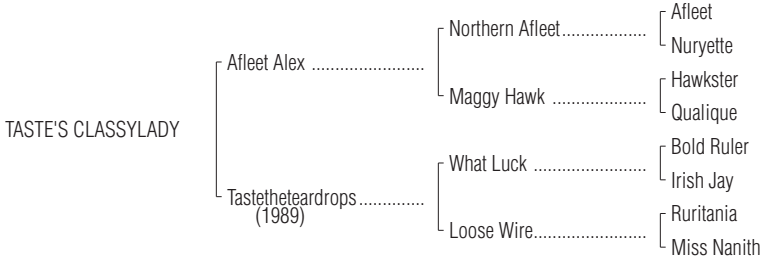 Afleet
Northern Afleet..................
Nuryette
Afleet Alex ........................
Hawkster
Maggy Hawk ....................
Qualique
TASTE'S CLASSYLADY
Bold Ruler
What Luck ........................
Irish Jay
Tastetheteardrops..............
(1989)
Ruritania
Loose Wire........................
Miss Nanith